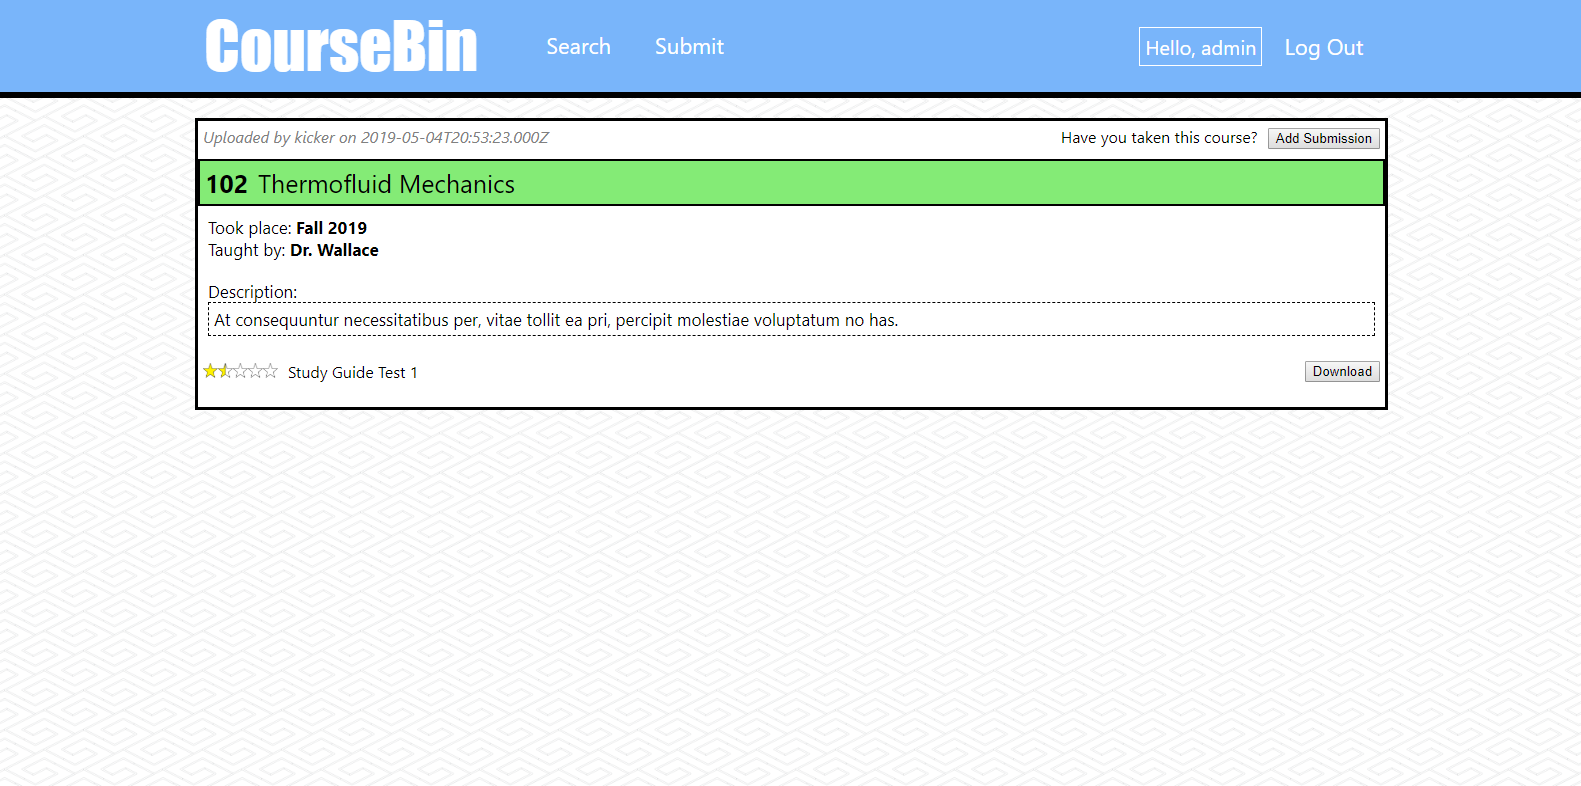 CourseBin Search Submit Hello, admin Log Out
Uploaded by kicker on 2019-05-04T20:53:23.000Z Have you taken this course? Add Submission
102 Thermofluid Mechanics
Took place: Fall 2019
Taught by: Dr. Wallace
Description:
At consequuntur necessitatibus per, vitae tollit ea pri, percipit molestiae voluptatum no has.
Study Guide Test 1 Download